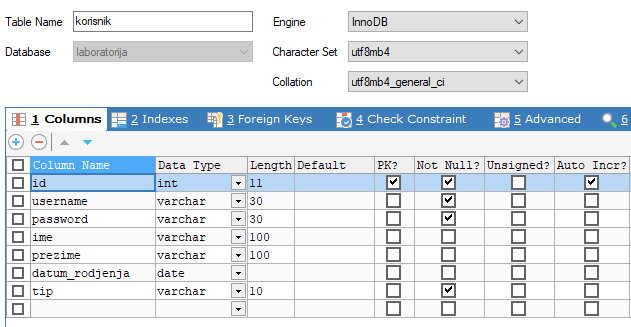 Table Name korisnik Engine InnoDB
Database laboratorija Character Set utf8mb4
Collation utf8mb4_general_ci
1 Columns 2 Indexes 3 Foreign Keys 4 Check Constraint 5 Advanced 6
Column Name Data Type Length Default PK? Not Null? Unsigned? Auto Incr?
id int 11
username varchar 30
password varchar 30
ime varchar 100
prezime varchar 100
datum_rodjenja date
tip varchar 10